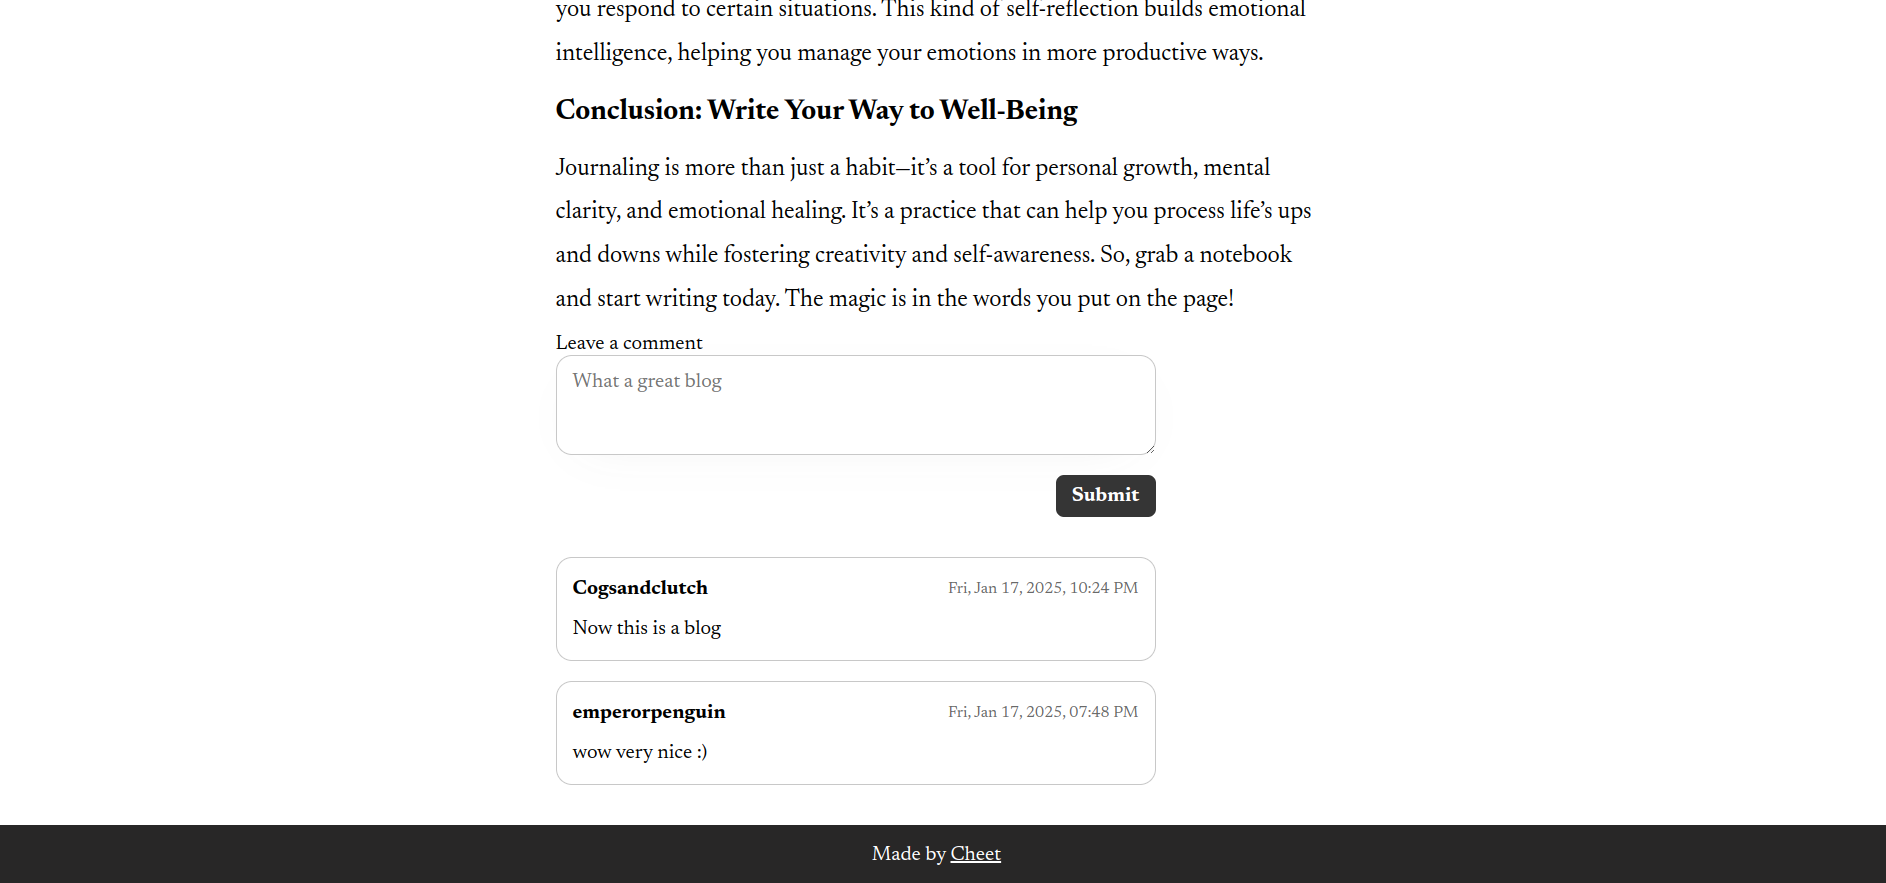 you respond to certain situations. This kind of self-reflection builds emotional
intelligence, helping you manage your emotions in more productive ways.
Conclusion: Write Your Way to Well-Being
Journaling is more than just a habit—it’s a tool for personal growth, mental
clarity, and emotional healing. It’s a practice that can help you process life’s ups
and downs while fostering creativity and self-awareness. So, grab a notebook
and start writing today. The magic is in the words you put on the page!
Leave a comment
What a great blog
Submit
Cogsandclutch Fri, Jan 17, 2025, 10:24 PM
Now this is a blog
emperorpenguin Fri, Jan 17, 2025, 07:48 PM
wow very nice :)
Made by Cheet